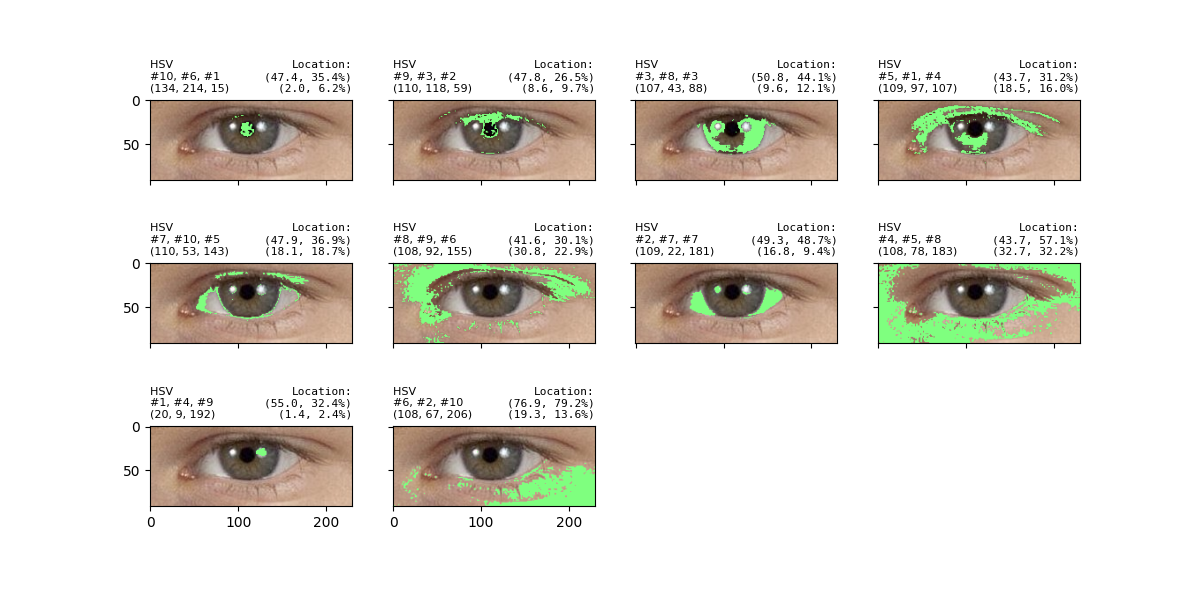 HSV Location:
#10, #6, #1 (47.4, 35.4%)
(134, 214, 15) (2.0, 6.2%)
HSV Location:
#9, #3, #2 (47.8, 26.5%)
(110, 118, 59) (8.6, 9.7%)
HSV Location:
#3, #8, #3 (50.8, 44.1%)
(107, 43, 88) (9.6, 12.1%)
HSV Location:
#5, #1, #4 (43.7, 31.2%)
(109, 97, 107) (18.5, 16.0%)
0
50
HSV Location:
#7, #10, #5 (47.9, 36.9%)
(110, 53, 143) (18.1, 18.7%)
HSV Location:
#8, #9, #6 (41.6, 30.1%)
(108, 92, 155) (30.8, 22.9%)
HSV Location:
#2, #7, #7 (49.3, 48.7%)
(109, 22, 181) (16.8, 9.4%)
HSV Location:
#4, #5, #8 (43.7, 57.1%)
(108, 78, 183) (32.7, 32.2%)
0
50
HSV Location:
#1, #4, #9 (55.0, 32.4%)
(20, 9, 192) (1.4, 2.4%)
HSV Location:
#6, #2, #10 (76.9, 79.2%)
(108, 67, 206) (19.3, 13.6%)
0
50
0 100 200
0 100 200